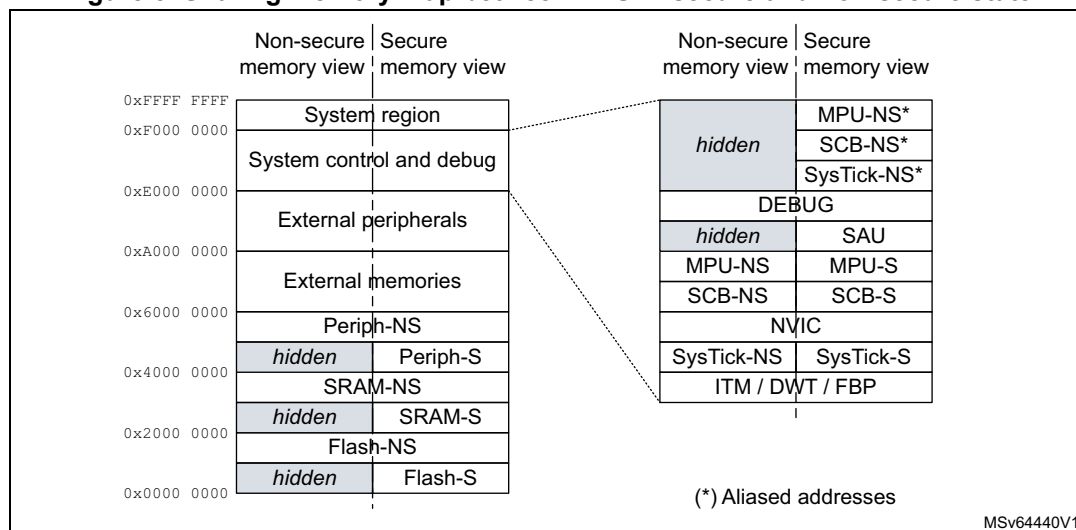 Non-secure Secure
memory view memory view
0xFFFF FFFF
System region
0xF000 0000
System control and debug
0xE000 0000
External peripherals
0xA000 0000
External memories
0x6000 0000
Periph-NS
hidden Periph-S
0x4000 0000
SRAM-NS
hidden SRAM-S
0x2000 0000
Flash-NS
hidden Flash-S
0x0000 0000
Non-secure Secure
memory view memory view
hidden
MPU-NS*
SCB-NS*
SysTick-NS*
DEBUG
hidden SAU
MPU-NS MPU-S
SCB-NS SCB-S
NVIC
SysTick-NS SysTick-S
ITM / DWT / FBP
(*) Aliased addresses
MSv64440V1